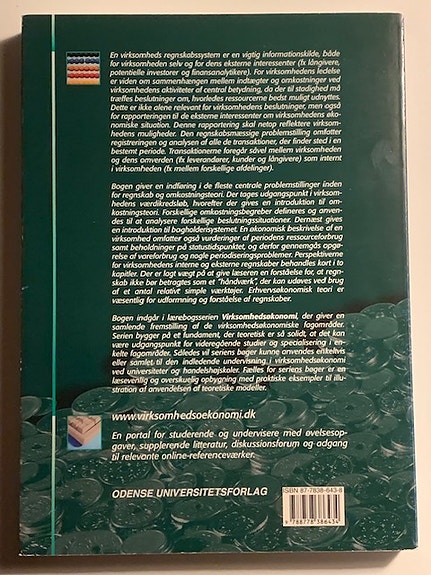 En virksomheds regnskabssystem er en vigtig informationskilde, både
for virksomheden selv og for dens eksterne interessenter (fx långivere,
potentielle investorer og finansanalytikere). For virksomhedens ledelse
er viden om sammenhængen mellem indtægter og omkostninger ved
virksomhedens aktiviteter af central betydning, da der til stadighed må
træffes beslutninger om, hvorledes ressourcerne bedst muligt udnyttes.
Dette er ikke alene relevant for virksomhedens beslutninger, men også
for rapporteringen til de eksterne interessenter om virksomhedens øko-
nomiske situation. Denne rapportering skal netop reflektere virksom-
hedens muligheder. Den regnskabsmæssige problemstilling omfatter
registreringen og analysen af alle de transaktioner, der finder sted i en
bestemt periode. Transaktionerne foregår såvel mellem virksomheden
og dens omverden (fx leverandører, kunder og långivere) som internt
i virksomheden (fx mellem forskellige afdelinger).
Bogen giver en indføring i de fleste centrale problemstillinger inden
for regnskab og omkostningsteori. Der tages udgangspunkt i virksom-
hedens værdikredsløb, hvorefter der gives en introduktion til om-
kostningsteori. Forskellige omkostningsbegreber defineres og anven-
des til at analysere forskellige beslutningssituationer. Dernæst gives
en introduktion til bogholderisystemet. En økonomisk beskrivelse af en
virksomhed omfatter også vurderinger af periodens ressourceforbrug
samt beholdninger på statustidspunktet, og derfor gennemgås opgø-
relse af vareforbrug og nogle periodiseringsproblemer. Perspektiverne
for virksomhedens interne og eksterne regnskaber behandles kort i to
kapitler. Der er lagt vægt på at give læseren en forståelse for, at regn-
skab ikke bør betragtes som et "håndværk", der kan udøves ved brug
af et antal relativt simple værktøjer. Erhvervsøkonomisk teori er
væsentlig for udformning og forståelse af regnskaber.
Bogen indgår i lærebogsserien Virksomhedsøkonomi, der giver en
samlende fremstilling af de virksomhedsøkonomiske fagområder.
Serien bygger på et fundament, der teoretisk er så solidt, at det kan
være udgangspunkt for videregående studier og specialisering i en-
kelte fagområder. Således vil seriens bøger kunne anvendes enkeltvis
eller samlet til den indledende undervisning i virksomhedsøkonomi
ved universiteter og handelshøjskoler. Fælles for seriens bøger er en
læsevenlig og overskuelig opbygning med praktiske eksempler til illu-
stration af anvendelsen af teoretiske modeller.
www.virksomhedsoekonomi.dk
En portal for studerende og undervisere med øvelsesop-
gaver, supplerende litteratur, diskussionsforum og adgang
til relevante online-referenceværker.
ODENSE UNIVERSITETSFORLAG
ISBN 87-7838-643-8
9 788778 386434